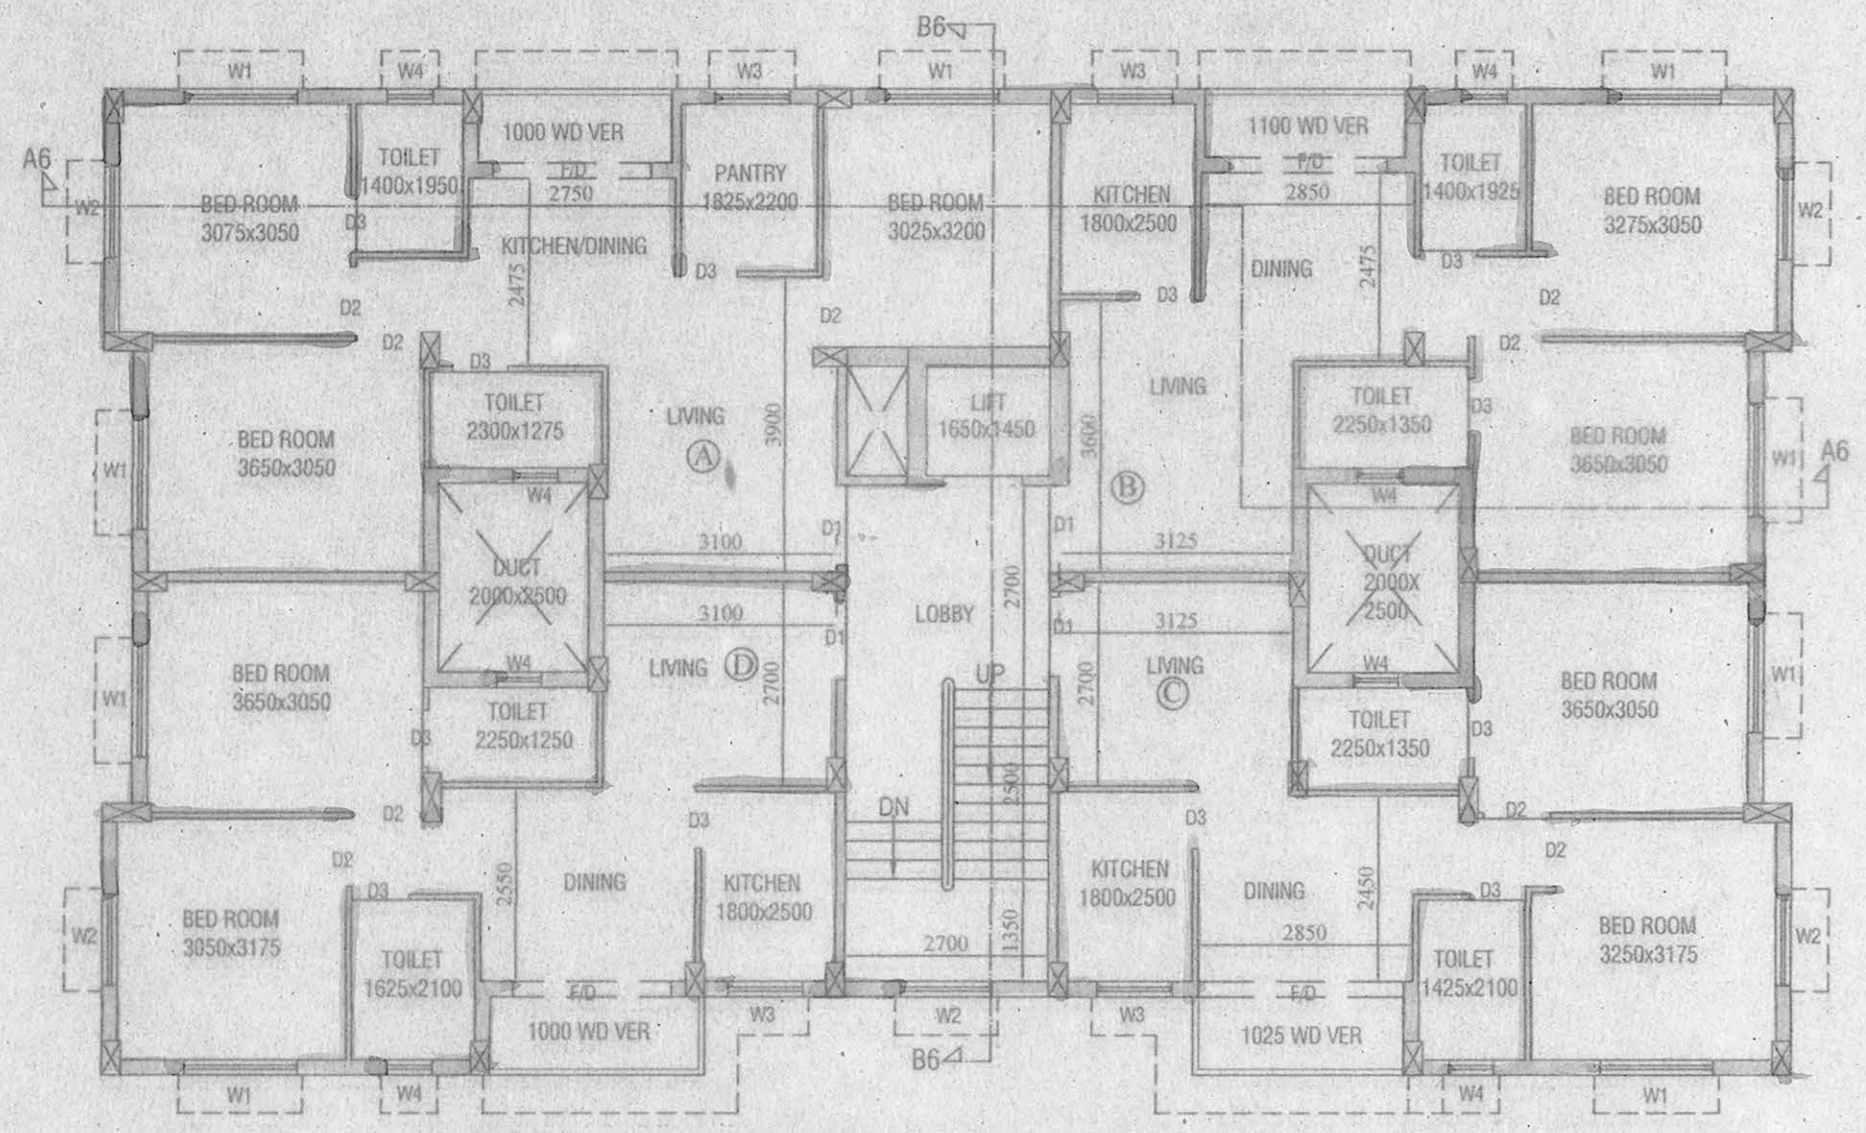 B6
W1
W4
W3
W1
W3
W4
W1
1000 WD VER
1100 WD VER
A6
TOILET
1400x1950
F/D
2750
PANTRY
1825x2200
F/D
2850
TOILET
1400x1925
W2
BED ROOM
3075x3050
D3
BED ROOM
3025x3200
KITCHEN
1800x2500
BED ROOM
3275x3050
W2
KITCHEN/DINING
2475
D3
DINING
2475
D3
D2
D2
D3
D2
D2
D3
D2
D2
TOILET
2300x1275
LIVING
A
3900
LIFT
1650x1450
LIVING
3600
B
TOILET
2250x1350
D3
BED ROOM
3650x3050
W1
BED ROOM
3650x3050
W1
A6
W4
W4
D1
D1
3100
3125
DUCT
2000x2500
DUCT
2000X
2500
LOBBY
2700
3100
D1
D1
3125
W4
W4
W1
BED ROOM
3650x3050
LIVING
D
2700
UP
2700
LIVING
C
BED ROOM
3650x3050
W1
TOILET
2250x1250
D3
TOILET
2250x1350
D3
2500
DN
D2
D3
D3
D2
D2
D2
D3
2550
DINING
KITCHEN
1800x2500
KITCHEN
1800x2500
DINING
2450
D3
W2
BED ROOM
3050x3175
2700
1350
2850
BED ROOM
3250x3175
W2
TOILET
1625x2100
TOILET
1425x2100
F/D
F/D
1000 WD VER
W3
W2
W3
1025 WD VER
B6
W1
W4
W4
W1